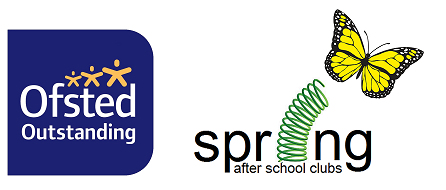 Ofsted
Outstanding
spring
after school clubs